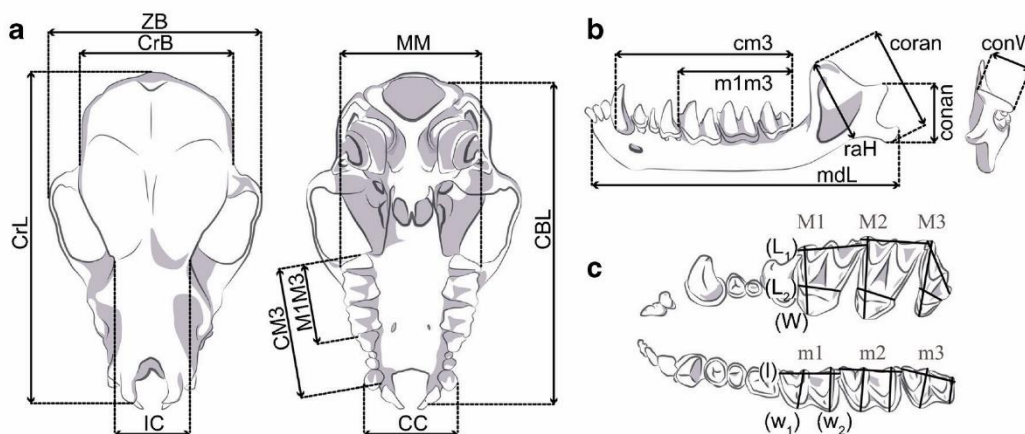 a
ZB
CrB
CrL
IC
MM
CBL
CM3
M1M3
CC
b
cm3
m1m3
coran
conan
raH
mdL
conW
c
M1 M2 M3
(L₁)
(L₂)
(W)
(l) m1 m2 m3
(w₁) (w₂)